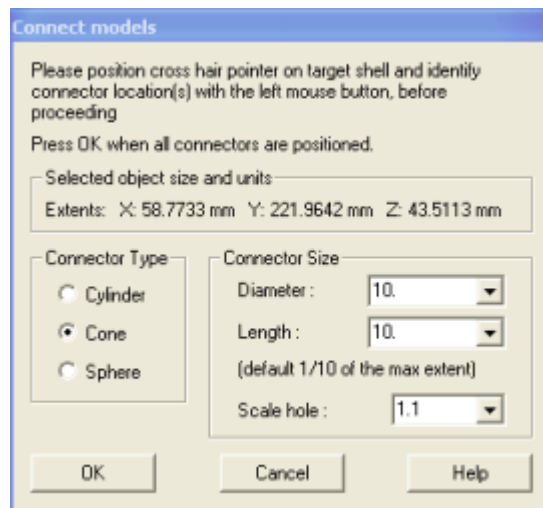 Connect models
Please position cross hair pointer on target shell and identify
connector location(s) with the left mouse button, before
proceeding
Press OK when all connectors are positioned.
Selected object size and units
Extents: X: 58.7733 mm Y: 221.9642 mm Z: 43.5113 mm
Connector Type
Cylinder
Cone
Sphere
Connector Size
Diameter : 10.
Length : 10.
(default 1/10 of the max extent)
Scale hole : 1.1
OK Cancel Help